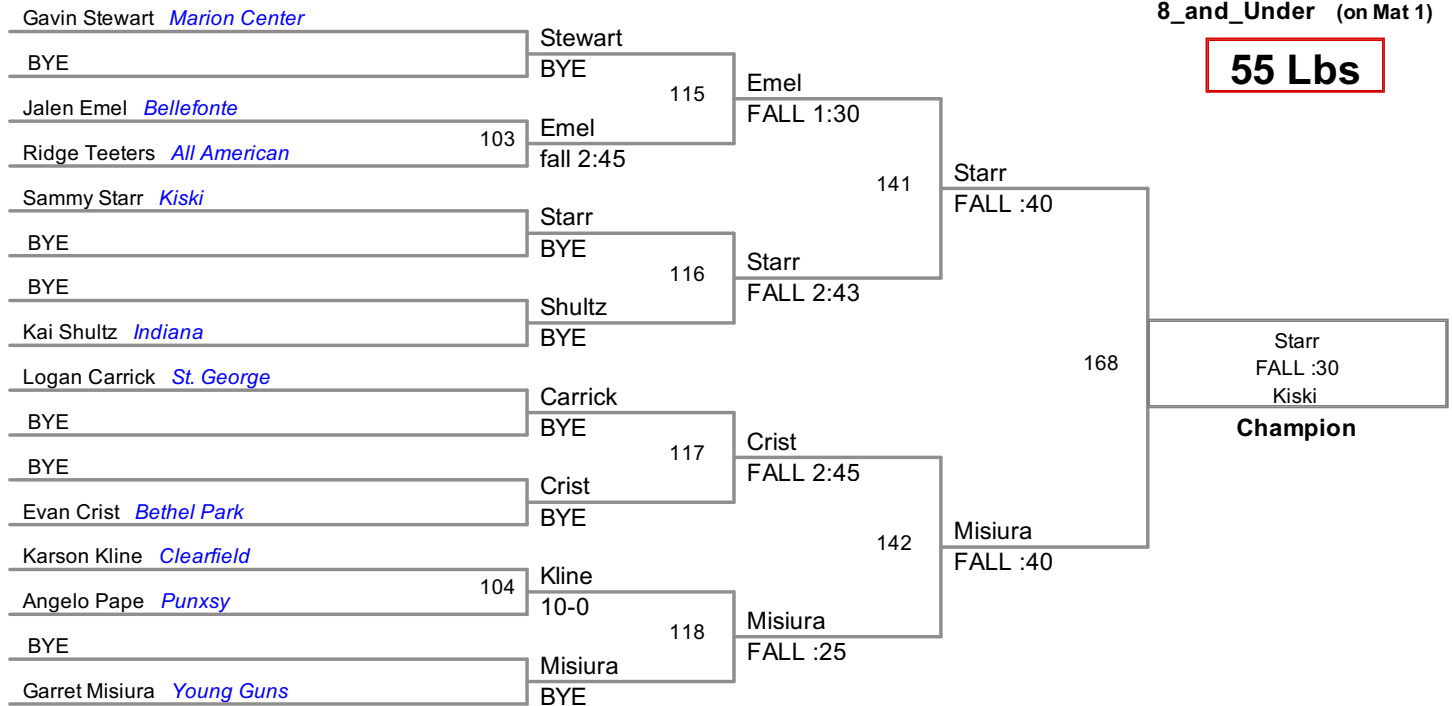 8_and_Under (on Mat 1)
55 Lbs
Gavin Stewart Marion Center
BYE
Jalen Emel Bellefonte
Ridge Teeters All American
Sammy Starr Kiski
BYE
BYE
Kai Shultz Indiana
Logan Carrick St. George
BYE
BYE
Evan Crist Bethel Park
Karson Kline Clearfield
Angelo Pape Punxsy
BYE
Garret Misiura Young Guns
103
104
Stewart
BYE
Emel
fall 2:45
Starr
BYE
Shultz
BYE
Carrick
BYE
Crist
BYE
Kline
10-0
Misiura
BYE
115
116
117
118
Emel
FALL 1:30
Starr
FALL 2:43
Crist
FALL 2:45
Misiura
FALL :25
141
142
Starr
FALL :40
Misiura
FALL :40
168
Starr
FALL :30
Kiski
Champion